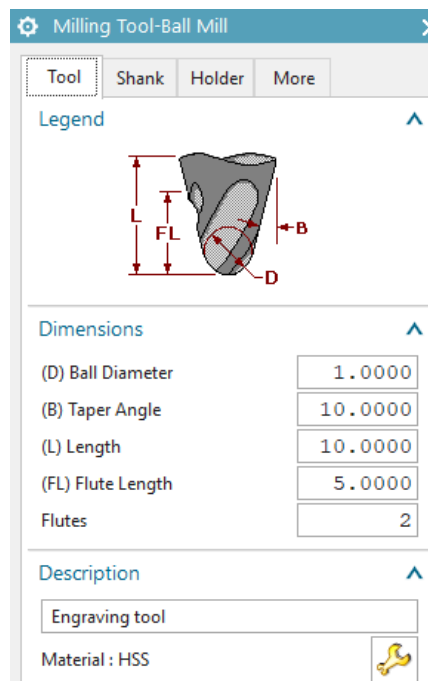 Milling Tool-Ball Mill
Tool Shank Holder More
Legend
L
FL
B
D
Dimensions
(D) Ball Diameter 1.0000
(B) Taper Angle 10.0000
(L) Length 10.0000
(FL) Flute Length 5.0000
Flutes 2
Description
Engraving tool
Material : HSS